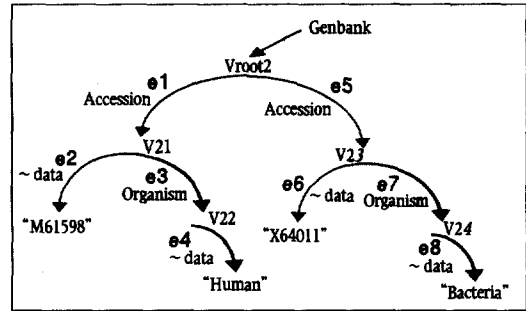 Genbank
Vroot2
e1
e5
Accession
Accession
V21
V23
e2
~ data
e3
Organism
e6
~ data
e7
Organism
"M61598"
V22
"X64011"
V24
e4
~ data
e8
~ data
"Human"
"Bacteria"